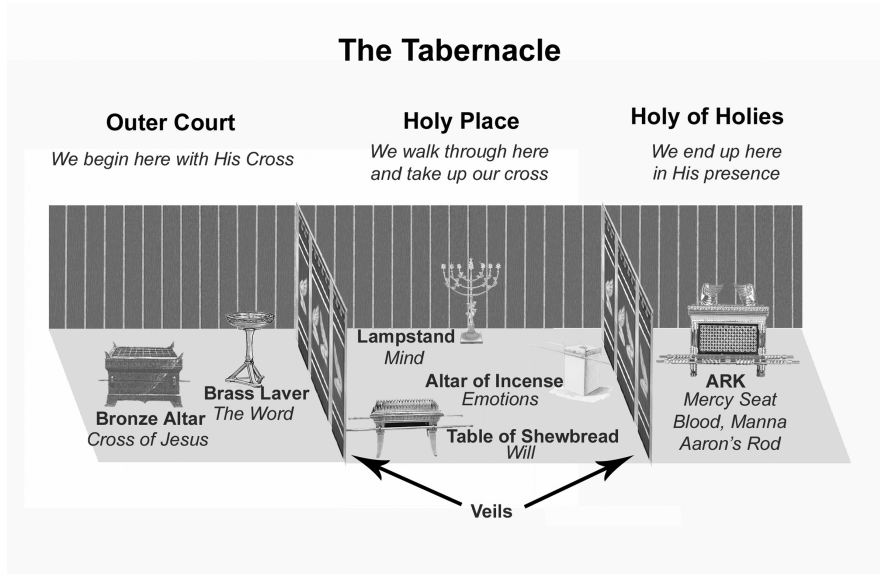 The Tabernacle
Outer Court
We begin here with His Cross
Holy Place
We walk through here
and take up our cross
Holy of Holies
We end up here
in His presence
Lampstand
Mind
Altar of Incense
Emotions
Brass Laver
The Word
Bronze Altar
Cross of Jesus
Table of Shewbread
Will
ARK
Mercy Seat
Blood, Manna
Aaron's Rod
Veils